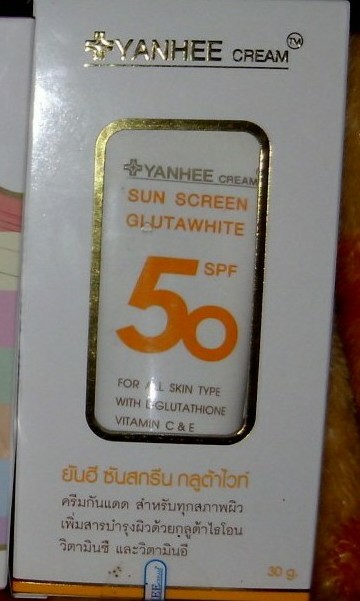 YANHEE CREAM TM
YANHEE CREAM
SUN SCREEN
GLUTAWHITE
SPF
50
FOR ALL SKIN TYPE
WITH GLUTATHIONE
VITAMIN C & E
ยันฮี ซันสกรีน กลูต้าไวท์
ครีมกันแดด สำหรับทุกสภาพผิว
เพิ่มสารบำรุงผิวด้วยกลูต้าไธโอน
วิตามินซี และวิตามินอี
30 g.